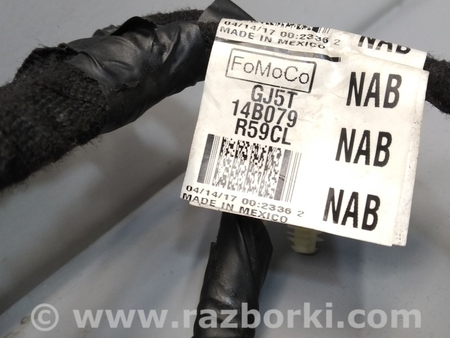 04/14/17 00:2336 2
MADE IN MEXICO
FoMoCo
GJ5T
14B079
R59CL
NAB
NAB
NAB
04/14/17 00:2336 2
MADE IN MEXICO
© www.razborki.com/